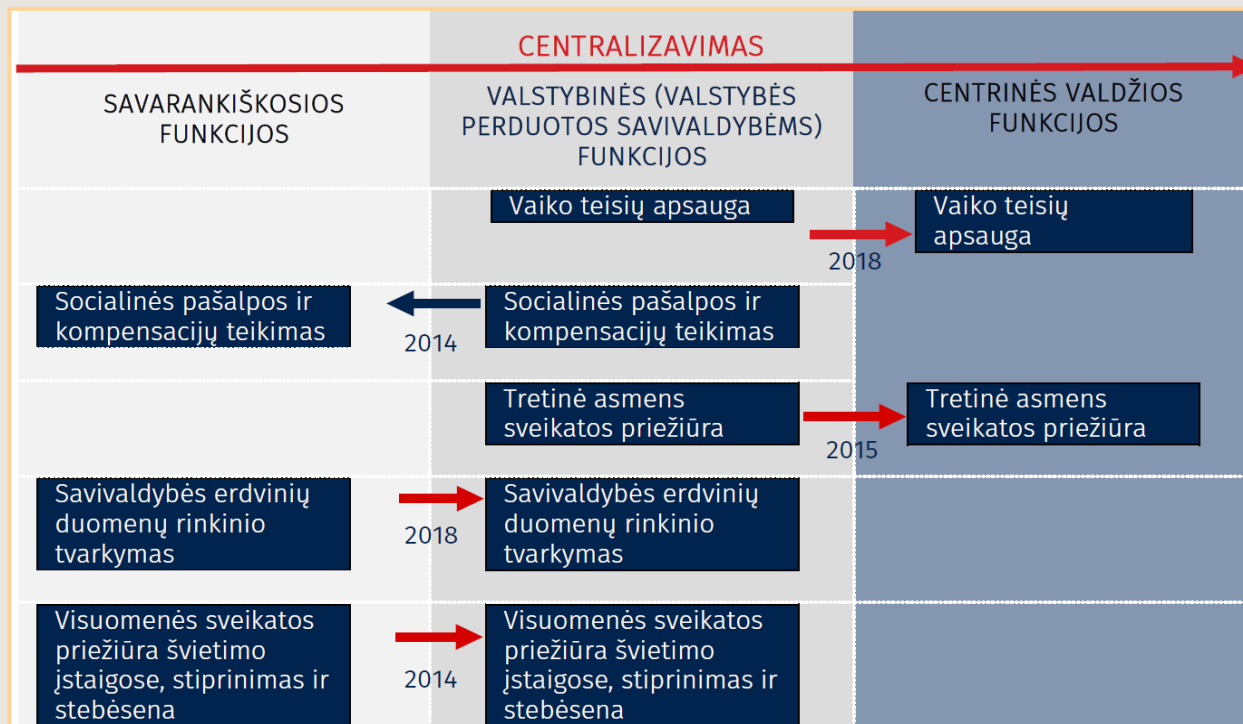 CENTRALIZAVIMAS
SAVARANKIŠKOSIOS
FUNKCIJOS
VALSTYBINĖS (VALSTYBĖS
PERDUOTOS SAVIVALDYBĖMS)
FUNKCIJOS
CENTRINĖS VALDŽIOS
FUNKCIJOS
Vaiko teisių apsauga
2018
Vaiko teisių
apsauga
Socialinės pašalpos ir
kompensacijų teikimas
2014
Socialinės pašalpos ir
kompensacijų teikimas
Tretinė asmens
sveikatos priežiūra
2015
Tretinė asmens
sveikatos priežiūra
Savivaldybės erdvinių
duomenų rinkinio
tvarkymas
2018
Savivaldybės erdvinių
duomenų rinkinio
tvarkymas
Visuomenės sveikatos
priežiūra švietimo
įstaigose, stiprinimas ir
stebėsena
2014
Visuomenės sveikatos
priežiūra švietimo
įstaigose, stiprinimas ir
stebėsena